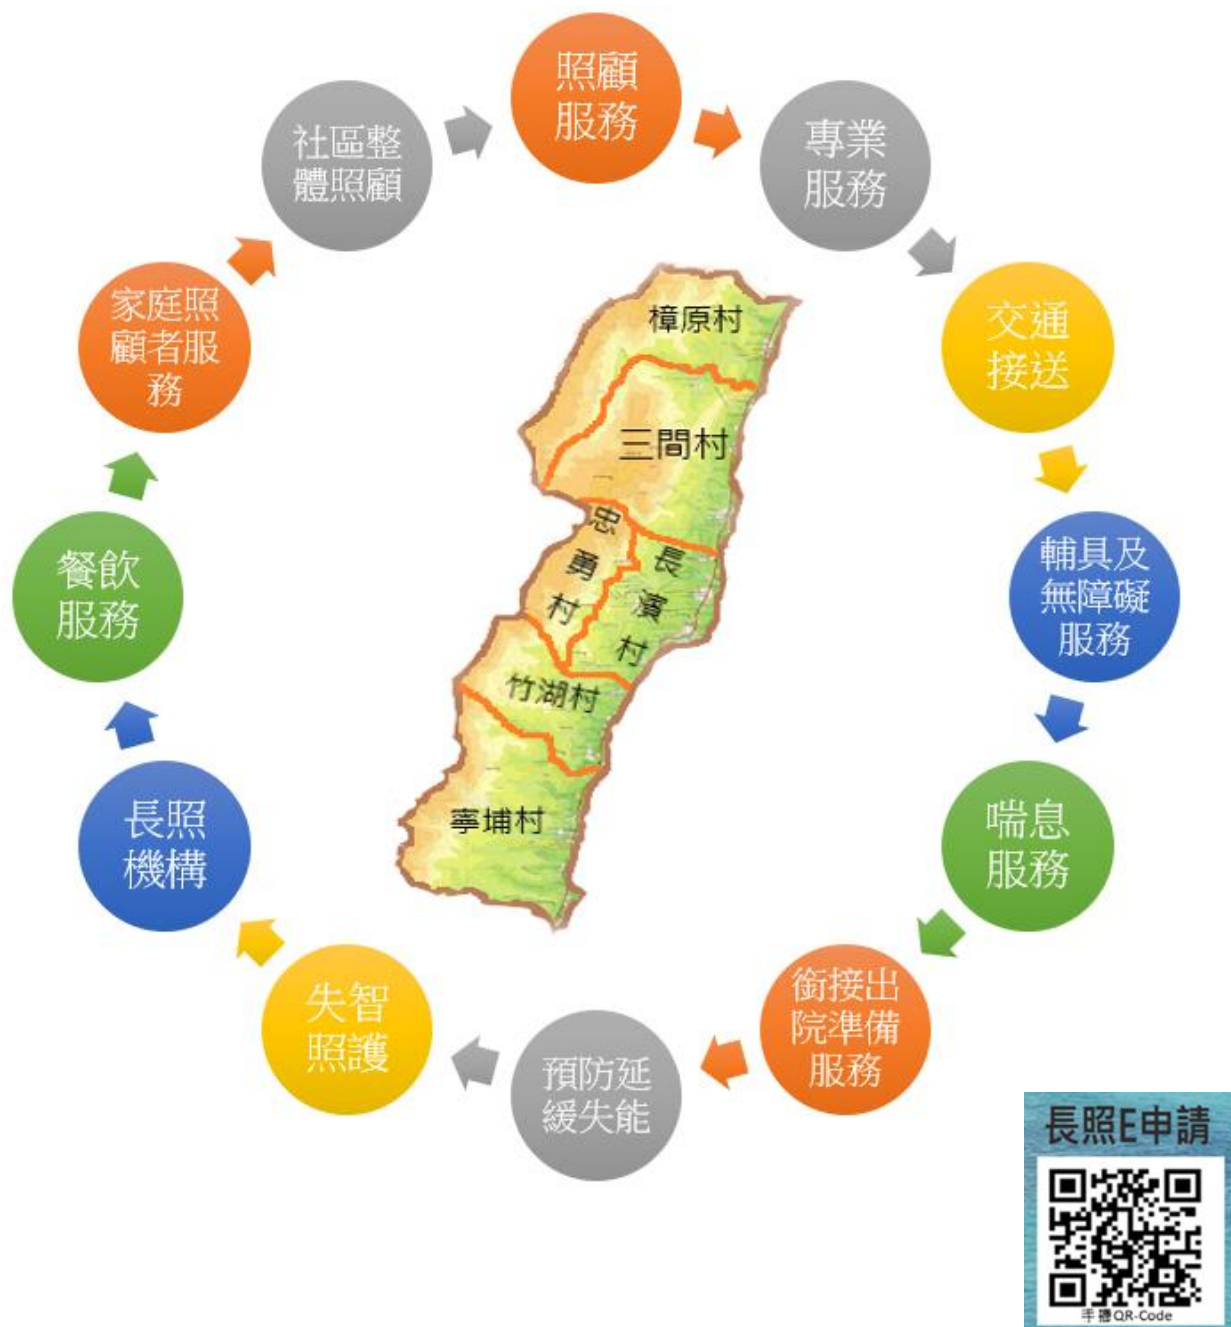 照顧
服務
專業
服務
交通
接送
輔具及
無障礙
服務
喘息
服務
銜接出
院準備
服務
預防延
緩失能
失智
照護
長照
機構
餐飲
服務
家庭照
顧者服
務
社區整
體照顧
樟原村
三間村
忠勇村
長濱村
竹湖村
寧埔村
長照E申請
手機QR-Code